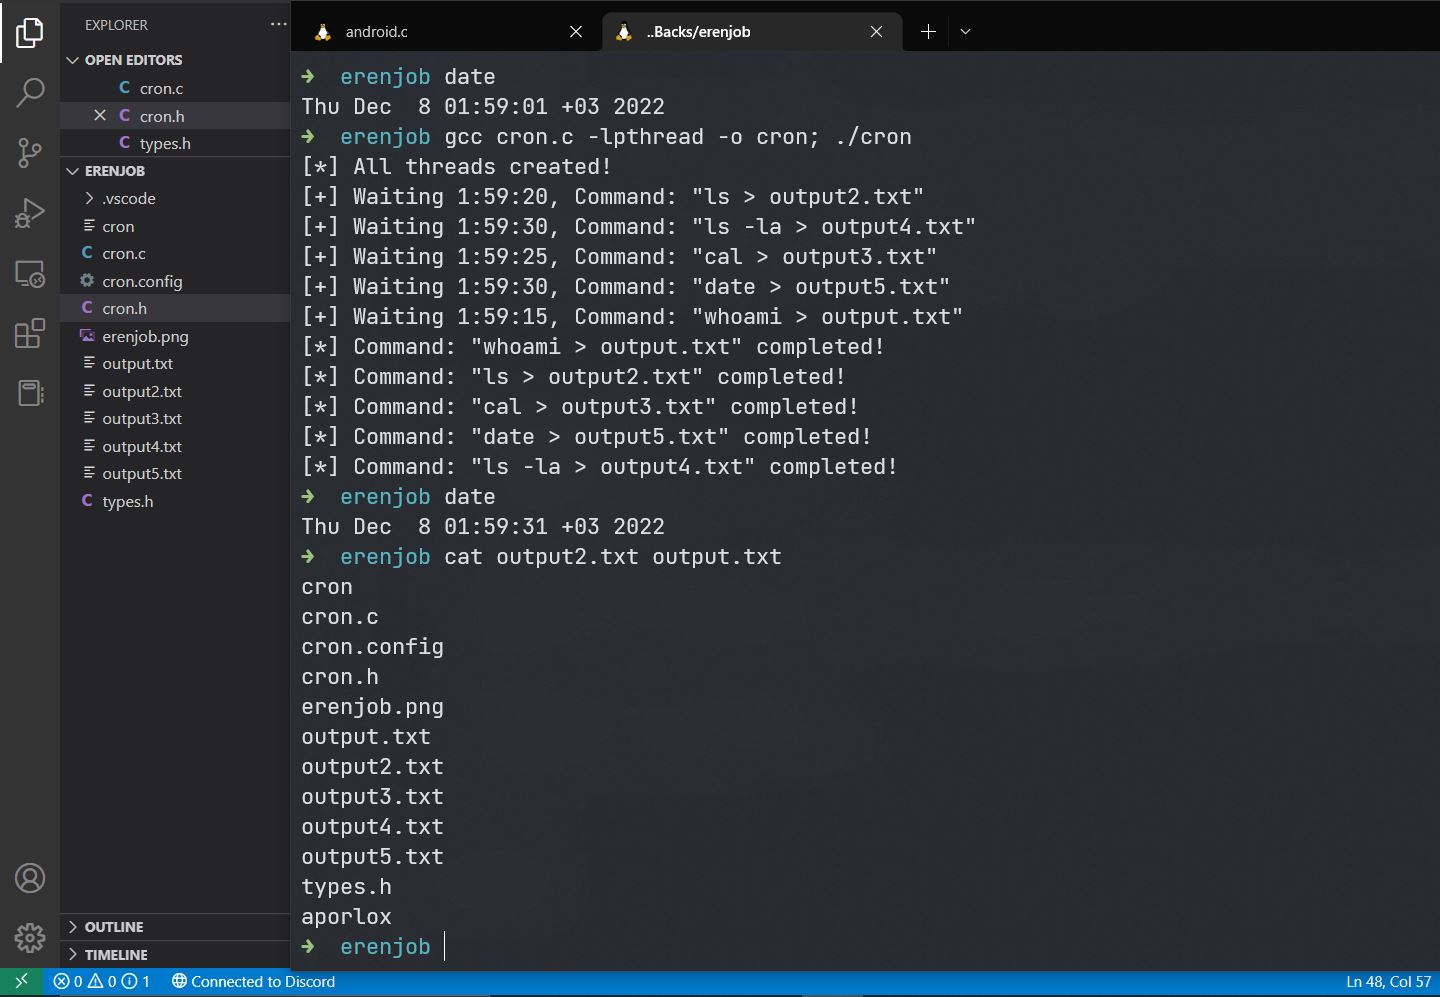 EXPLORER
OPEN EDITORS
C cron.c
C cron.h
C types.h
ERENJOB
.vscode
cron
C cron.c
cron.config
C cron.h
erenjob.png
output.txt
output2.txt
output3.txt
output4.txt
output5.txt
C types.h
OUTLINE
TIMELINE
android.c
..Backs/erenjob
➜ erenjob date
Thu Dec  8 01:59:01 +03 2022
➜ erenjob gcc cron.c -lpthread -o cron; ./cron
[*] All threads created!
[+] Waiting 1:59:20, Command: "ls > output2.txt"
[+] Waiting 1:59:30, Command: "ls -la > output4.txt"
[+] Waiting 1:59:25, Command: "cal > output3.txt"
[+] Waiting 1:59:30, Command: "date > output5.txt"
[+] Waiting 1:59:15, Command: "whoami > output.txt"
[*] Command: "whoami > output.txt" completed!
[*] Command: "ls > output2.txt" completed!
[*] Command: "cal > output3.txt" completed!
[*] Command: "date > output5.txt" completed!
[*] Command: "ls -la > output4.txt" completed!
➜ erenjob date
Thu Dec  8 01:59:31 +03 2022
➜ erenjob cat output2.txt output.txt
cron
cron.c
cron.config
cron.h
erenjob.png
output.txt
output2.txt
output3.txt
output4.txt
output5.txt
types.h
aporlox
➜ erenjob
0 0 1 Connected to Discord
Ln 48, Col 57